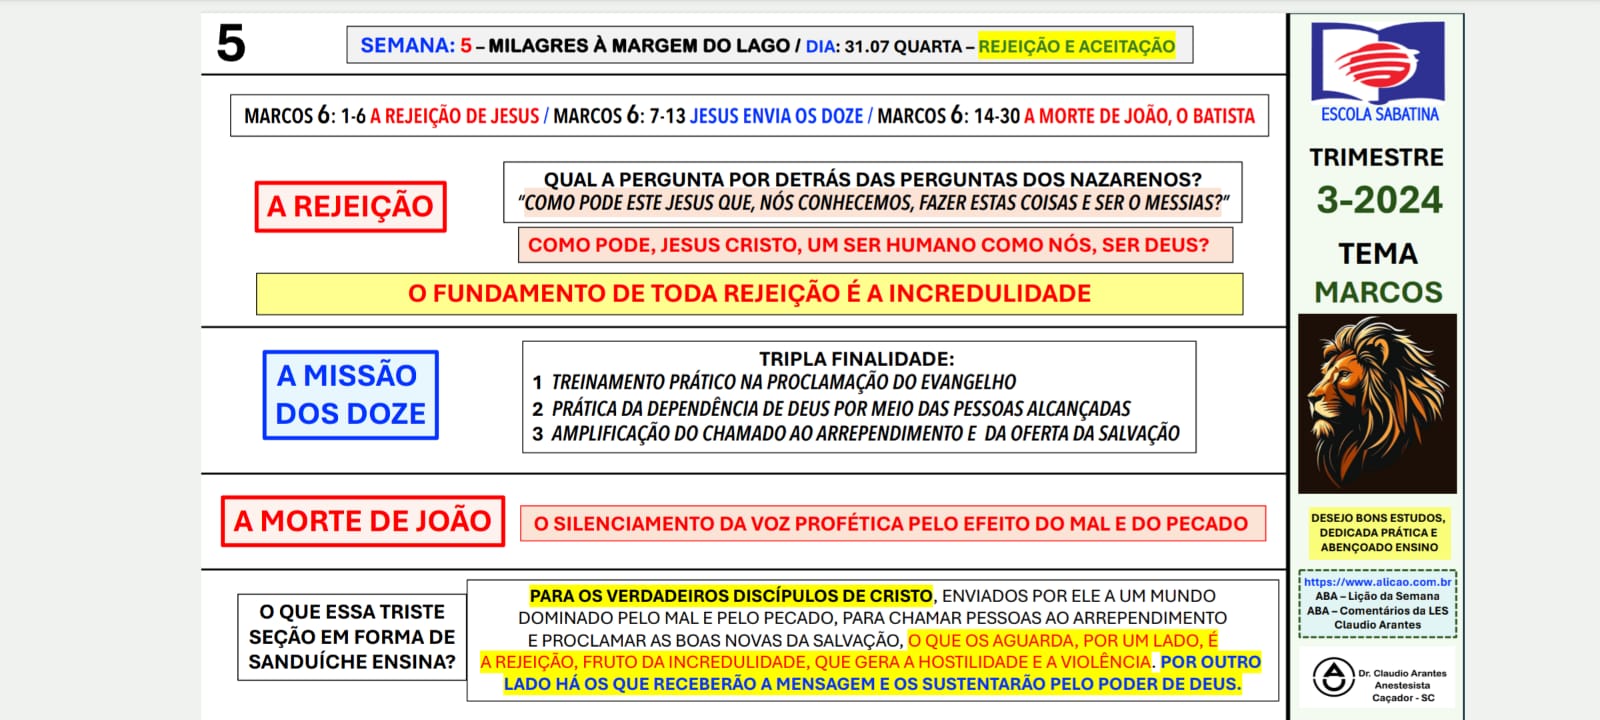 5
SEMANA: 5 – MILAGRES À MARGEM DO LAGO / DIA: 31.07 QUARTA – REJEIÇÃO E ACEITAÇÃO
MARCOS 6: 1-6 A REJEIÇÃO DE JESUS / MARCOS 6: 7-13 JESUS ENVIA OS DOZE / MARCOS 6: 14-30 A MORTE DE JOÃO, O BATISTA
A REJEIÇÃO
QUAL A PERGUNTA POR DETRÁS DAS PERGUNTAS DOS NAZARENOS?
“COMO PODE ESTE JESUS QUE, NÓS CONHECEMOS, FAZER ESTAS COISAS E SER O MESSIAS?”
COMO PODE, JESUS CRISTO, UM SER HUMANO COMO NÓS, SER DEUS?
O FUNDAMENTO DE TODA REJEIÇÃO É A INCREDULIDADE
A MISSÃO
DOS DOZE
TRIPLA FINALIDADE:
1 TREINAMENTO PRÁTICO NA PROCLAMAÇÃO DO EVANGELHO
2 PRÁTICA DA DEPENDÊNCIA DE DEUS POR MEIO DAS PESSOAS ALCANÇADAS
3 AMPLIFICAÇÃO DO CHAMADO AO ARREPENDIMENTO E DA OFERTA DA SALVAÇÃO
A MORTE DE JOÃO
O SILENCIAMENTO DA VOZ PROFÉTICA PELO EFEITO DO MAL E DO PECADO
O QUE ESSA TRISTE
SEÇÃO EM FORMA DE
SANDUÍCHE ENSINA?
PARA OS VERDADEIROS DISCÍPULOS DE CRISTO, ENVIADOS POR ELE A UM MUNDO
DOMINADO PELO MAL E PELO PECADO, PARA CHAMAR PESSOAS AO ARREPENDIMENTO
E PROCLAMAR AS BOAS NOVAS DA SALVAÇÃO, O QUE OS AGUARDA, POR UM LADO, É
A REJEIÇÃO, FRUTO DA INCREDULIDADE, QUE GERA A HOSTILIDADE E A VIOLÊNCIA. POR OUTRO
LADO HÁ OS QUE RECEBERÃO A MENSAGEM E OS SUSTENTARÃO PELO PODER DE DEUS.
ESCOLA SABATINA
TRIMESTRE
3-2024
TEMA
MARCOS
DESEJO BONS ESTUDOS,
DEDICADA PRÁTICA E
ABENÇOADO ENSINO
https://www.alicao.com.br
ABA – Lição da Semana
ABA – Comentários da LES
Claudio Arantes
Dr. Claudio Arantes
Anestesista
Caçador - SC